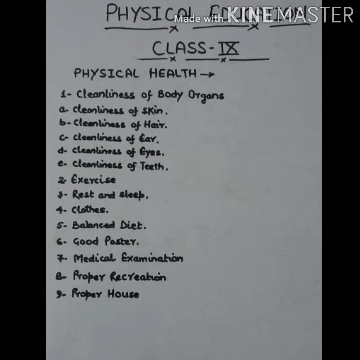 PHYSICAL EDUCATION
Made with KINEMASTER
CLASS-IX
PHYSICAL HEALTH →
1- Cleanliness of Body Organs
a- Cleanliness of Skin.
b- Cleanliness of Hair.
c- Cleanliness of Ear.
d- Cleanliness of Eyes.
e- Cleanliness of Teeth.
2- Exercise
3- Rest and Sleep.
4- Clothes.
5- Balanced Diet.
6- Good Poster.
7- Medical Examination
8- Proper Recreation
9- Proper House